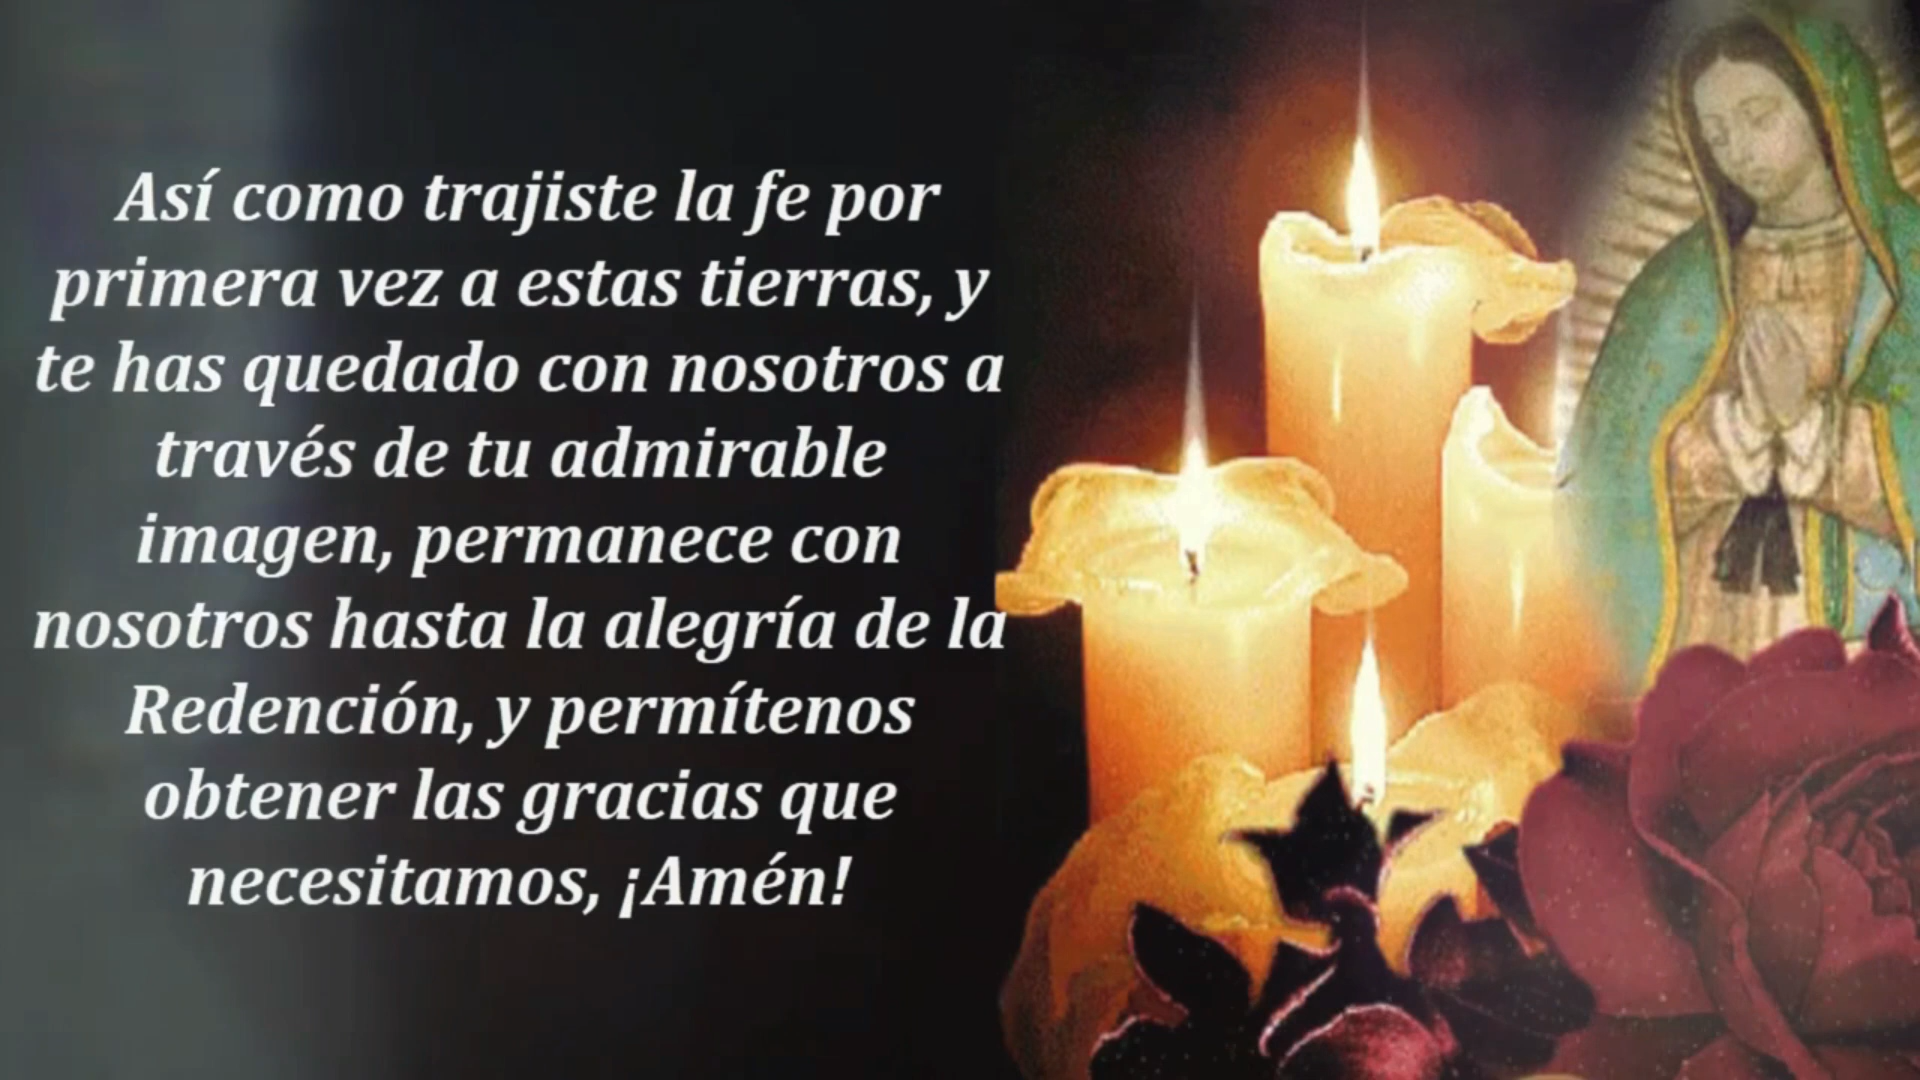 Así como trajiste la fe por
primera vez a estas tierras, y
te has quedado con nosotros a
través de tu admirable
imagen, permanece con
nosotros hasta la alegría de la
Redención, y permítenos
obtener las gracias que
necesitamos, ¡Amén!